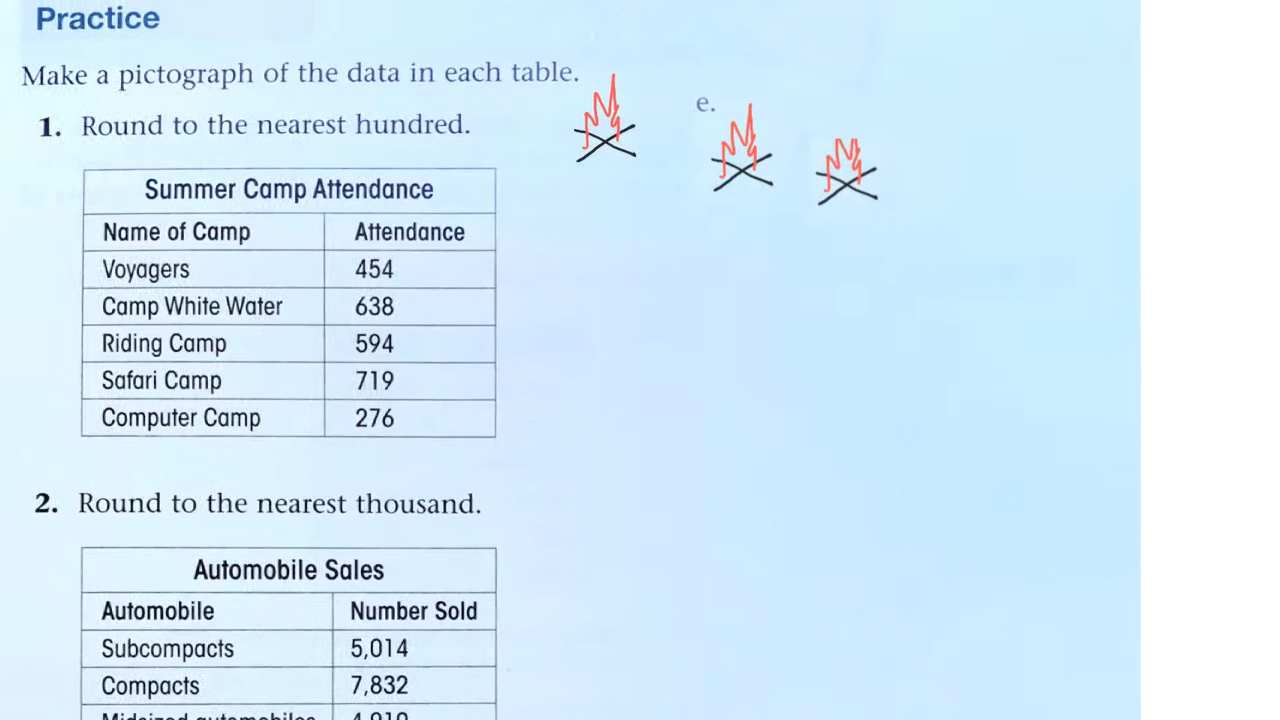 Practice
Make a pictograph of the data in each table.
e.
1. Round to the nearest hundred.
Summer Camp Attendance
Name of Camp Attendance
Voyagers 454
Camp White Water 638
Riding Camp 594
Safari Camp 719
Computer Camp 276
2. Round to the nearest thousand.
Automobile Sales
Automobile Number Sold
Subcompacts 5,014
Compacts 7,832
Midsized automobiles